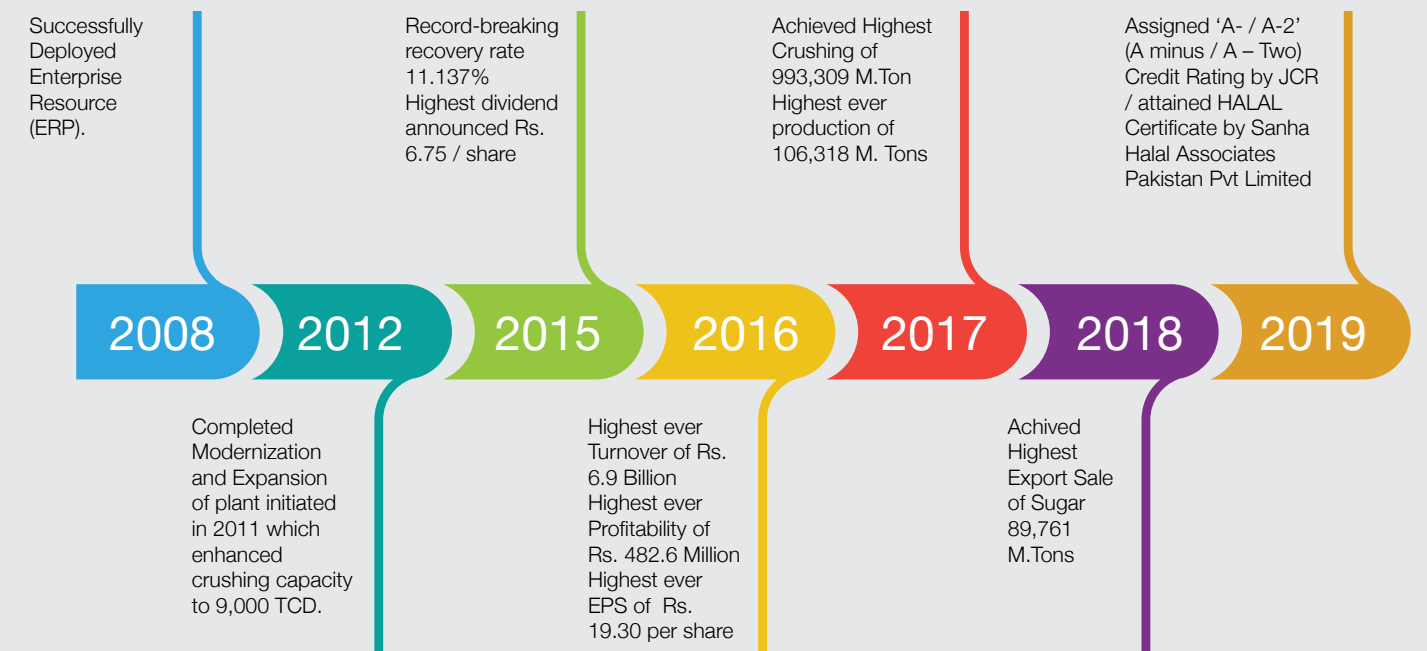 Successfully
Deployed
Enterprise
Resource
(ERP).
Record-breaking
recovery rate
11.137%
Highest dividend
announced Rs.
6.75 / share
Achieved Highest
Crushing of
993,309 M.Ton
Highest ever
production of
106,318 M. Tons
Assigned ‘A- / A-2’
(A minus / A – Two)
Credit Rating by JCR
/ attained HALAL
Certificate by Sanha
Halal Associates
Pakistan Pvt Limited
2008
2012
2015
2016
2017
2018
2019
Completed
Modernization
and Expansion
of plant initiated
in 2011 which
enhanced
crushing capacity
to 9,000 TCD.
Highest ever
Turnover of Rs.
6.9 Billion
Highest ever
Profitability of
Rs. 482.6 Million
Highest ever
EPS of Rs.
19.30 per share
Achived
Highest
Export Sale
of Sugar
89,761
M.Tons